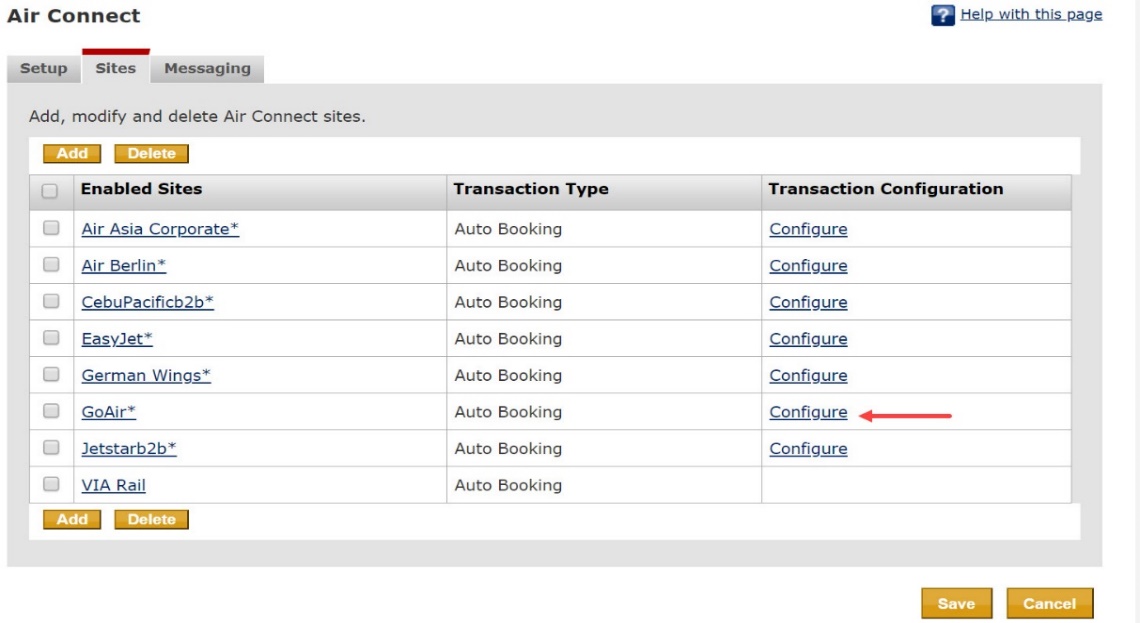 Air Connect
? Help with this page
Setup Sites Messaging
Add, modify and delete Air Connect sites.
Add Delete
Enabled Sites Transaction Type Transaction Configuration
Air Asia Corporate* Auto Booking Configure
Air Berlin* Auto Booking Configure
CebuPacificb2b* Auto Booking Configure
EasyJet* Auto Booking Configure
German Wings* Auto Booking Configure
GoAir* Auto Booking Configure
Jetstarb2b* Auto Booking Configure
VIA Rail Auto Booking
Add Delete
Save Cancel